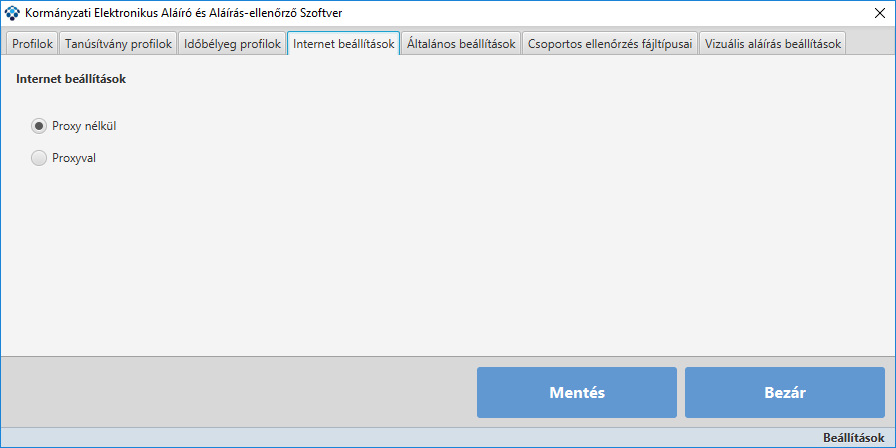 Kormányzati Elektronikus Aláíró és Aláírás-ellenőrző Szoftver
Profilok Tanúsítvány profilok Időbélyeg profilok Internet beállítások Általános beállítások Csoportos ellenőrzés fájltípusai Vizuális aláírás beállítások
Internet beállítások
Proxy nélkül
Proxyval
Mentés Bezár
Beállítások